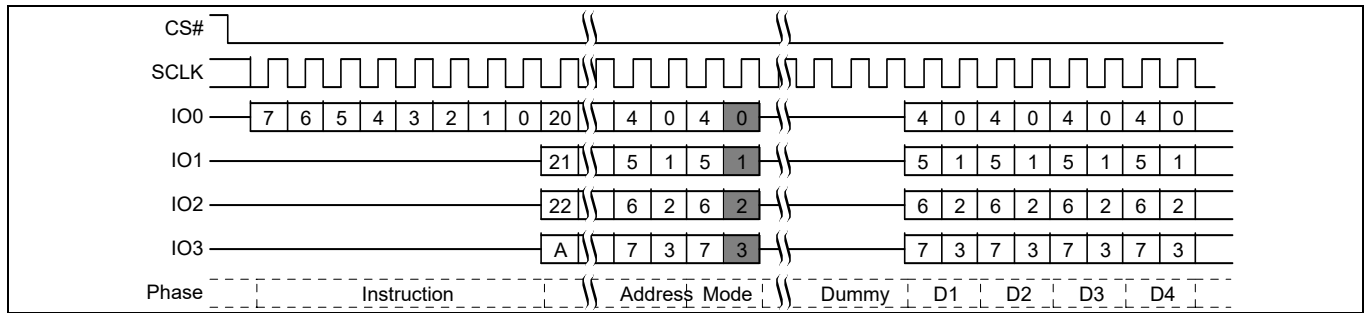 CS#
SCLK
IO0 7 6 5 4 3 2 1 0 20 4 0 4 0 4 0 4 0 4 0 4 0
IO1 21 5 1 5 1 5 1 5 1 5 1 5 1
IO2 22 6 2 6 2 6 2 6 2 6 2 6 2
IO3 A 7 3 7 3 7 3 7 3 7 3 7 3
Phase Instruction Address Mode Dummy D1 D2 D3 D4